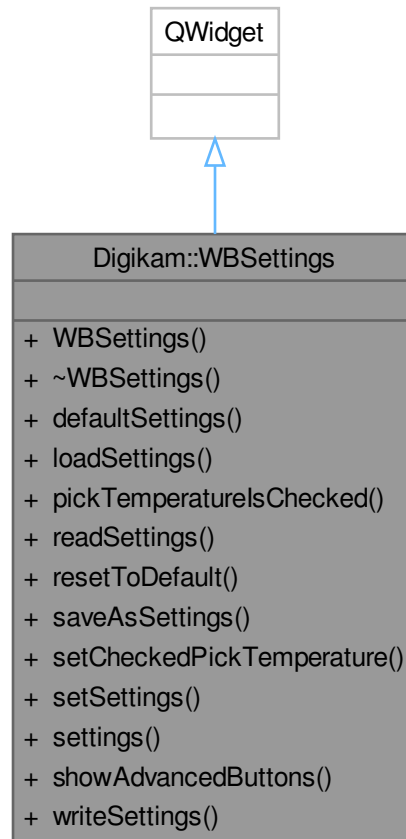 QWidget
Digikam::WBSettings
+ WBSettings()
+ ~WBSettings()
+ defaultSettings()
+ loadSettings()
+ pickTemperatureIsChecked()
+ readSettings()
+ resetToDefault()
+ saveAsSettings()
+ setCheckedPickTemperature()
+ setSettings()
+ settings()
+ showAdvancedButtons()
+ writeSettings()